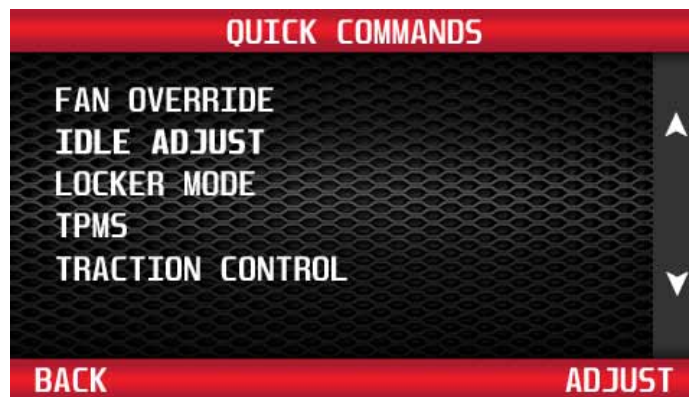 QUICK COMMANDS
FAN OVERRIDE
IDLE ADJUST
LOCKER MODE
TPMS
TRACTION CONTROL
BACK ADJUST